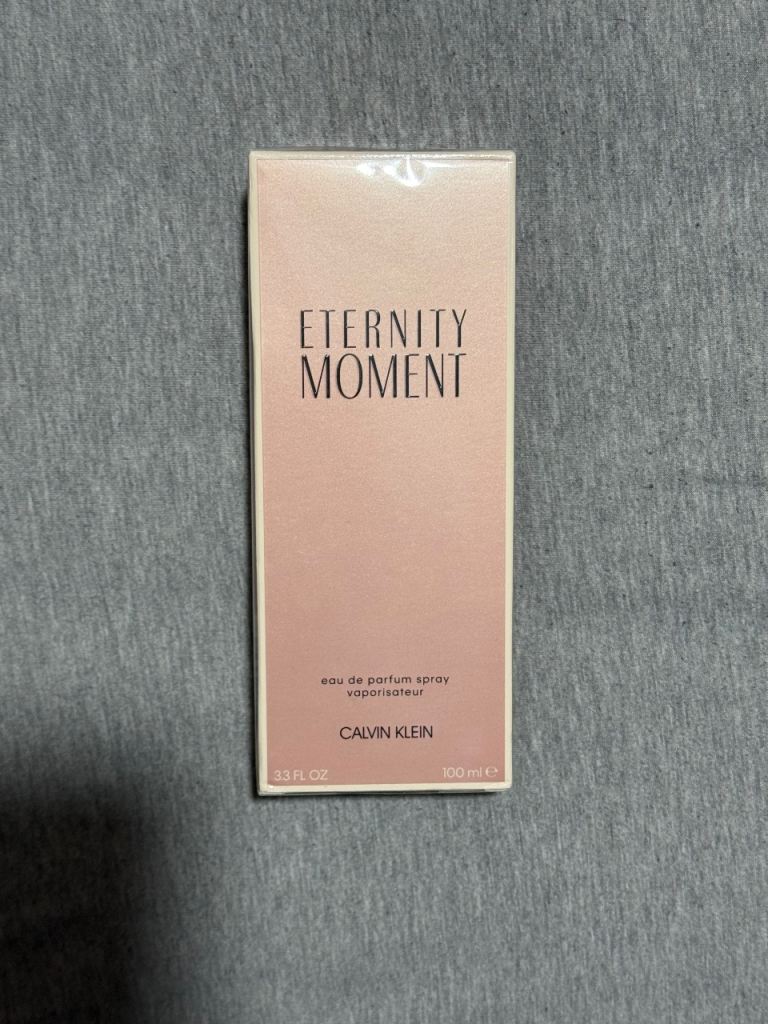 ETERNITY
MOMENT
eau de parfum spray
vaporisateur
CALVIN KLEIN
3.3 FL OZ 100 ml ℮